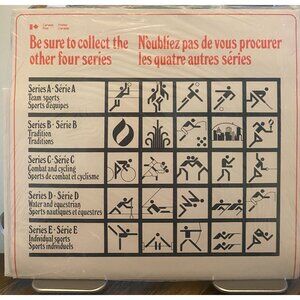 Canada Post
Postes Canada
Be sure to collect the
other four series
N'oubliez pas de vous procurer
les quatre autres séries
Series A - Série A
Team sports
Sports d'équipes
Series B - Série B
Tradition
Traditions
Series C - Série C
Combat and cycling
Sports de combat et cyclisme
Series D - Série D
Water and equestrian
Sports nautiques et équestres
Series E - Série E
Individual sports
Sports individuels